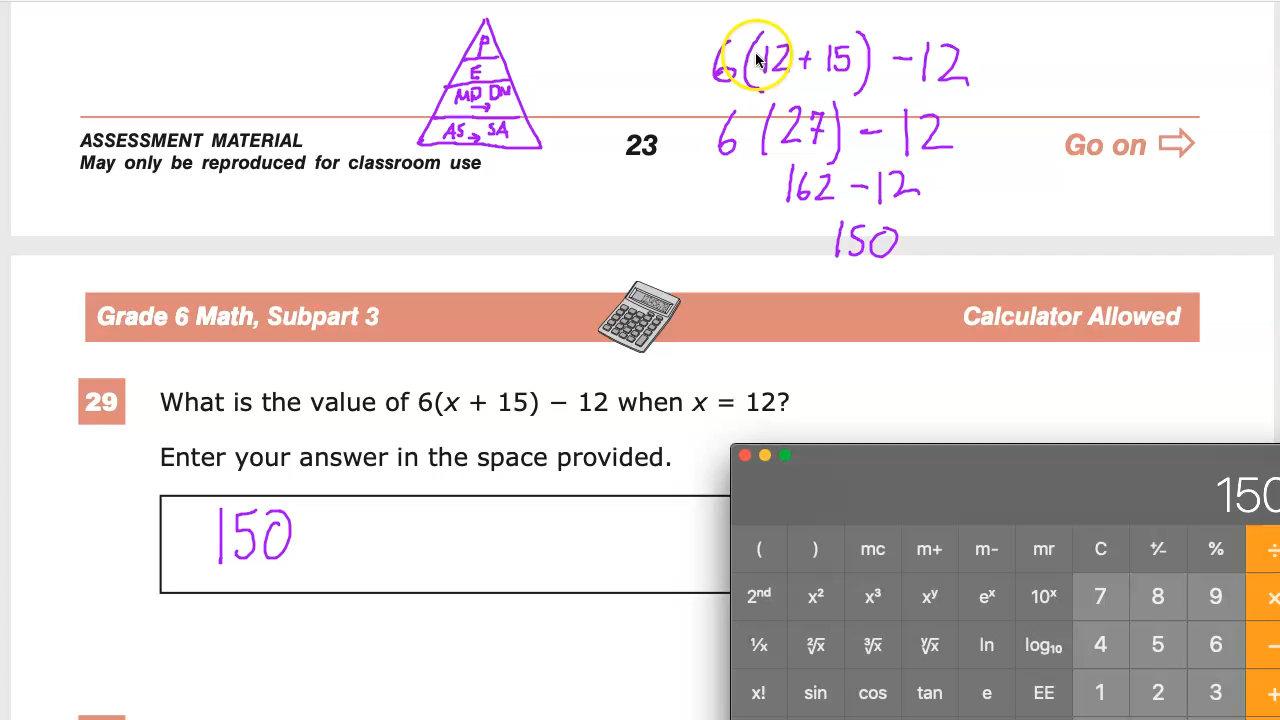 P
E
MD DM
→
AS → SA
6(12 + 15) - 12
6(27) - 12
162 - 12
150
ASSESSMENT MATERIAL
May only be reproduced for classroom use
23
Go on
Grade 6 Math, Subpart 3
Calculator Allowed
29
What is the value of 6(x + 15) − 12 when x = 12?
Enter your answer in the space provided.
150
150
( ) mc m+ m- mr C ⁺∕₋ % ÷
2ⁿᵈ x² x³ xʸ eˣ 10ˣ 7 8 9 ×
¹∕ₓ ²√x ³√x ʸ√x ln log₁₀ 4 5 6 −
x! sin cos tan e EE 1 2 3 +